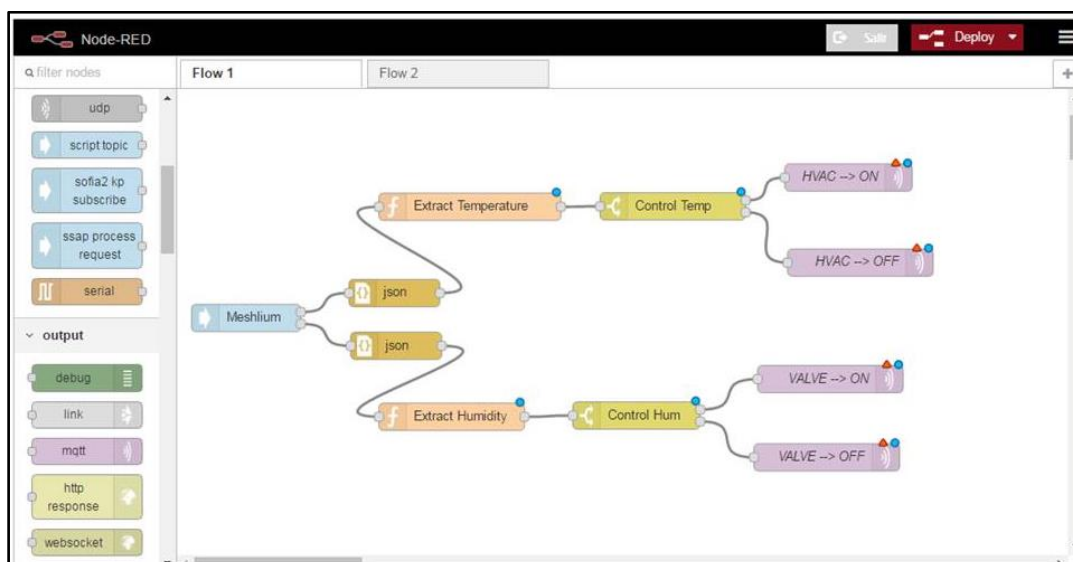 Node-RED
Salir
Deploy
filter nodes
Flow 1
Flow 2
udp
script topic
sofia2 kp
subscribe
ssap process
request
serial
output
debug
link
mqtt
http
response
websocket
Meshlium
json
json
Extract Temperature
Control Temp
HVAC --> ON
HVAC --> OFF
Extract Humidity
Control Hum
VALVE --> ON
VALVE --> OFF